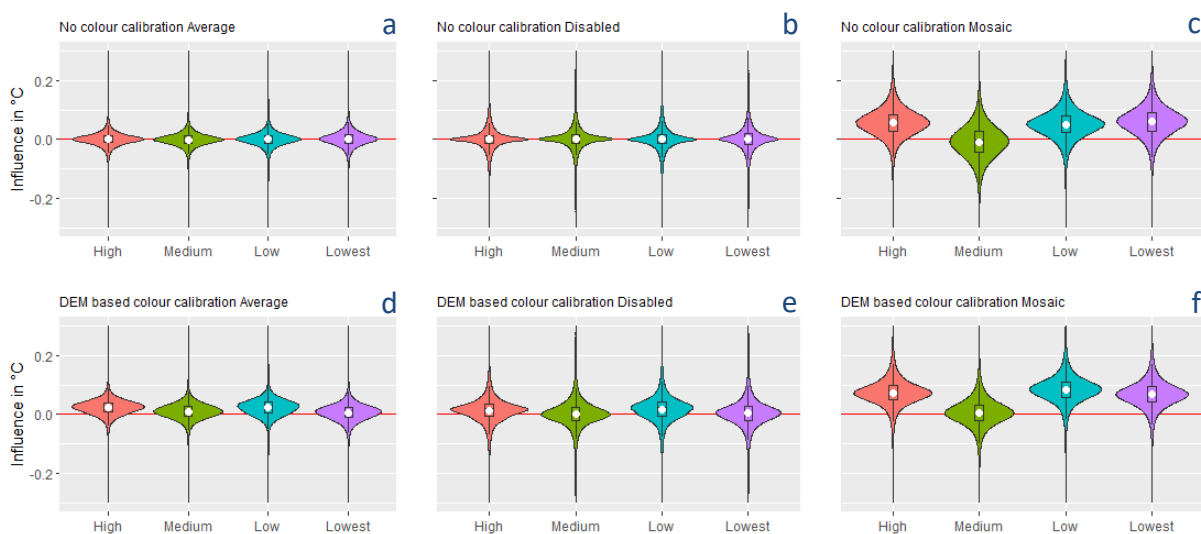 No colour calibration Average a
No colour calibration Disabled b
No colour calibration Mosaic c
Influence in °C
0.2
0.0
-0.2
High Medium Low Lowest
High Medium Low Lowest
High Medium Low Lowest
DEM based colour calibration Average d
DEM based colour calibration Disabled e
DEM based colour calibration Mosaic f
Influence in °C
0.2
0.0
-0.2
High Medium Low Lowest
High Medium Low Lowest
High Medium Low Lowest